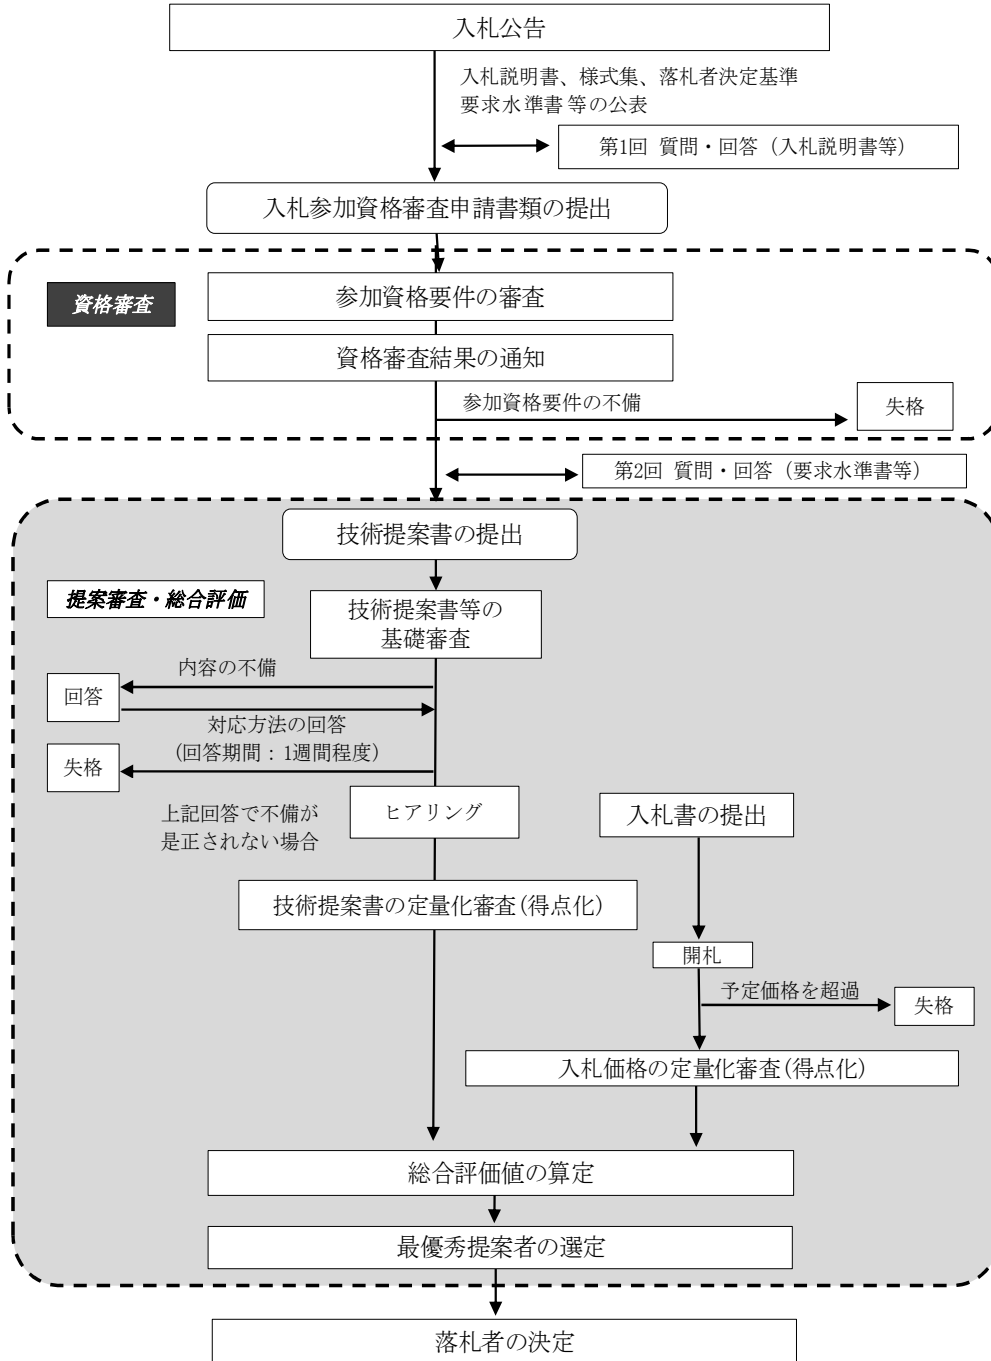 入札公告
入札説明書、様式集、落札者決定基準
要求水準書等の公表
第1回 質問・回答（入札説明書等）
入札参加資格審査申請書類の提出
資格審査
参加資格要件の審査
資格審査結果の通知
参加資格要件の不備
失格
第2回 質問・回答（要求水準書等）
技術提案書の提出
提案審査・総合評価
技術提案書等の
基礎審査
内容の不備
回答
対応方法の回答
(回答期間：1週間程度)
失格
上記回答で不備が
是正されない場合
ヒアリング
入札書の提出
技術提案書の定量化審査(得点化)
開札
予定価格を超過
失格
入札価格の定量化審査(得点化)
総合評価値の算定
最優秀提案者の選定
落札者の決定